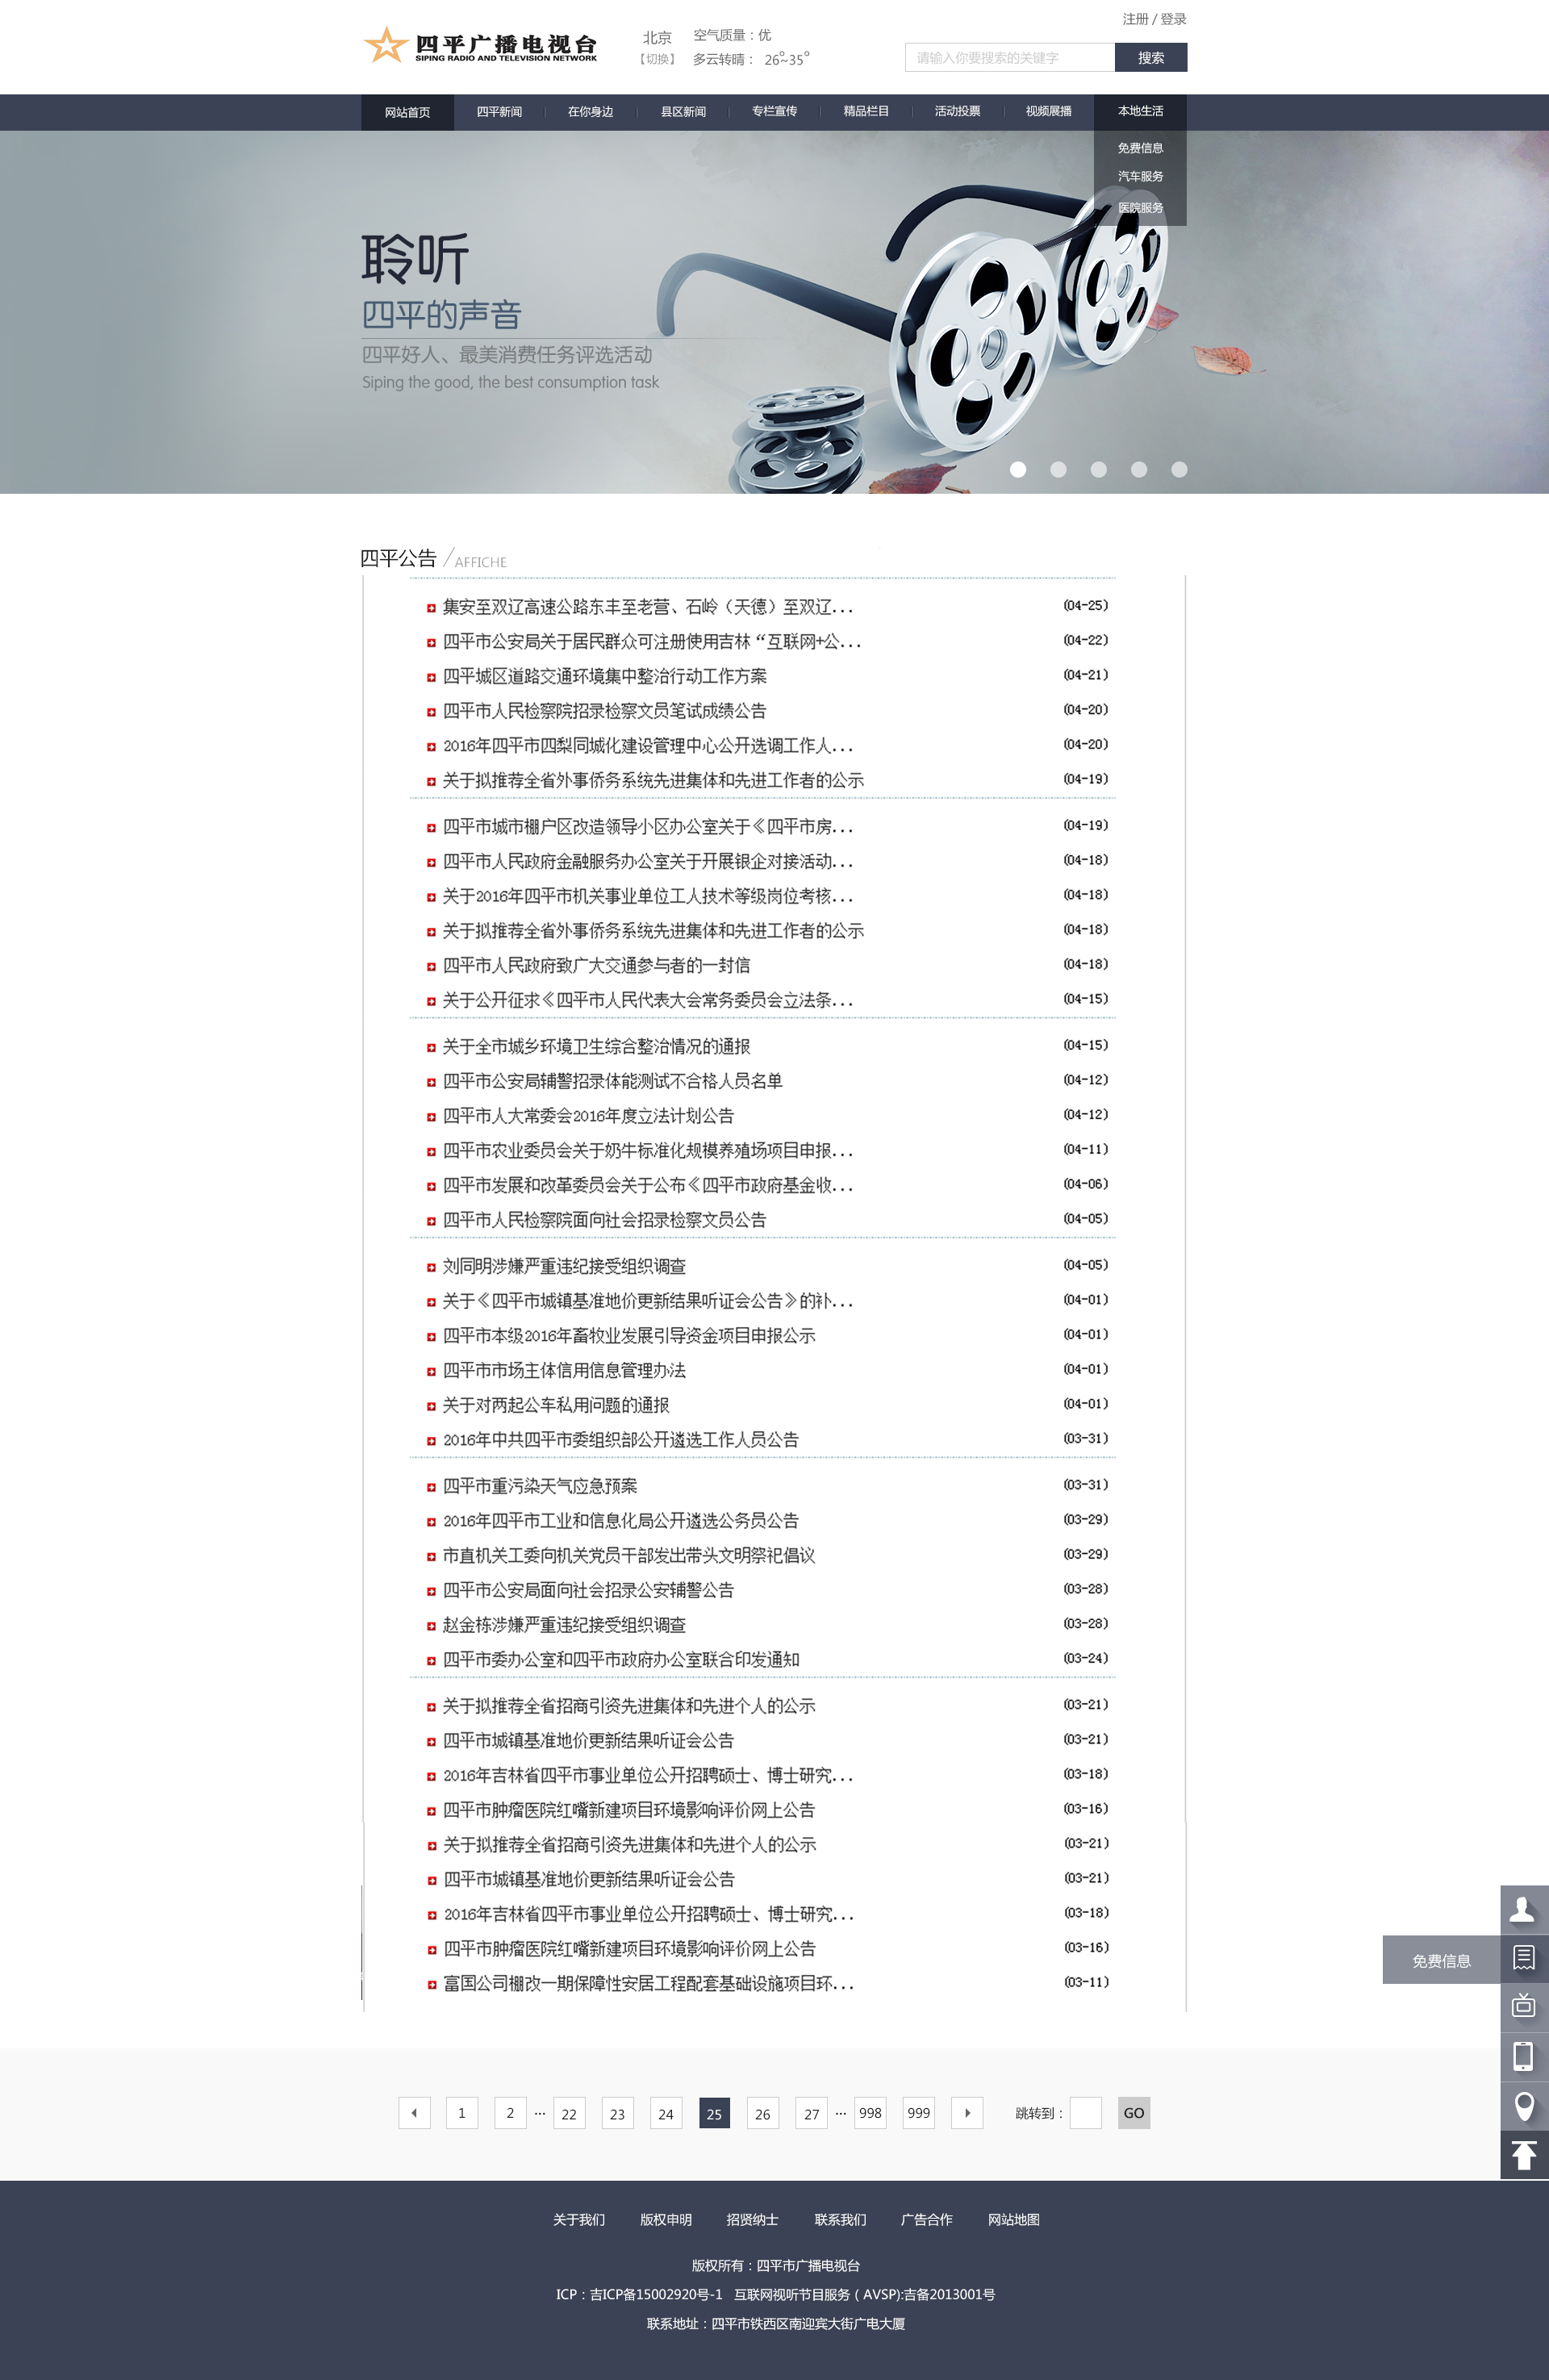 注册 / 登录
四平广播电视台
SIPING RADIO AND TELEVISION NETWORK
北京 空气质量：优
【切换】 多云转晴： 26°~35°
请输入你要搜索的关键字 搜索
网站首页 四平新闻 在你身边 县区新闻 专栏宣传 精品栏目 活动投票 视频展播 本地生活
免费信息
汽车服务
医院服务
聆听
四平的声音
四平好人、最美消费任务评选活动
Siping the good, the best consumption task
四平公告 / AFFICHE
集安至双辽高速公路东丰至老营、石岭（天德）至双辽... (04-25)
四平市公安局关于居民群众可注册使用吉林“互联网+公... (04-22)
四平城区道路交通环境集中整治行动工作方案 (04-21)
四平市人民检察院招录检察文员笔试成绩公告 (04-20)
2016年四平市四梨同城化建设管理中心公开选调工作人... (04-20)
关于拟推荐全省外事侨务系统先进集体和先进工作者的公示 (04-19)
四平市城市棚户区改造领导小区办公室关于《四平市房... (04-19)
四平市人民政府金融服务办公室关于开展银企对接活动... (04-18)
关于2016年四平市机关事业单位工人技术等级岗位考核... (04-18)
关于拟推荐全省外事侨务系统先进集体和先进工作者的公示 (04-18)
四平市人民政府致广大交通参与者的一封信 (04-18)
关于公开征求《四平市人民代表大会常务委员会立法条... (04-15)
关于全市城乡环境卫生综合整治情况的通报 (04-15)
四平市公安局辅警招录体能测试不合格人员名单 (04-12)
四平市人大常委会2016年度立法计划公告 (04-12)
四平市农业委员会关于奶牛标准化规模养殖场项目申报... (04-11)
四平市发展和改革委员会关于公布《四平市政府基金收... (04-06)
四平市人民检察院面向社会招录检察文员公告 (04-05)
刘同明涉嫌严重违纪接受组织调查 (04-05)
关于《四平市城镇基准地价更新结果听证会公告》的补... (04-01)
四平市本级2016年畜牧业发展引导资金项目申报公示 (04-01)
四平市市场主体信用信息管理办法 (04-01)
关于对两起公车私用问题的通报 (04-01)
2016年中共四平市委组织部公开遴选工作人员公告 (03-31)
四平市重污染天气应急预案 (03-31)
2016年四平市工业和信息化局公开遴选公务员公告 (03-29)
市直机关工委向机关党员干部发出带头文明祭祀倡议 (03-29)
四平市公安局面向社会招录公安辅警公告 (03-28)
赵金栋涉嫌严重违纪接受组织调查 (03-28)
四平市委办公室和四平市政府办公室联合印发通知 (03-24)
关于拟推荐全省招商引资先进集体和先进个人的公示 (03-21)
四平市城镇基准地价更新结果听证会公告 (03-21)
2016年吉林省四平市事业单位公开招聘硕士、博士研究... (03-18)
四平市肿瘤医院红嘴新建项目环境影响评价网上公告 (03-16)
关于拟推荐全省招商引资先进集体和先进个人的公示 (03-21)
四平市城镇基准地价更新结果听证会公告 (03-21)
2016年吉林省四平市事业单位公开招聘硕士、博士研究... (03-18)
四平市肿瘤医院红嘴新建项目环境影响评价网上公告 (03-16)
免费信息
富国公司棚改一期保障性安居工程配套基础设施项目环... (03-11)
1 2 ··· 22 23 24 25 26 27 ··· 998 999 跳转到： GO
关于我们 版权申明 招贤纳士 联系我们 广告合作 网站地图
版权所有：四平市广播电视台
ICP：吉ICP备15002920号-1 互联网视听节目服务（AVSP):吉备2013001号
联系地址：四平市铁西区南迎宾大街广电大厦